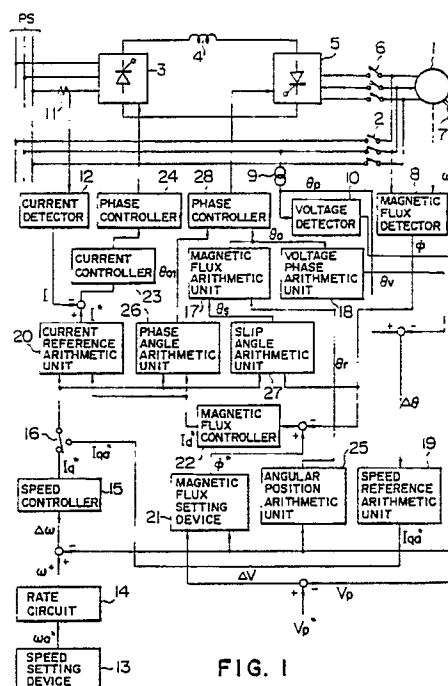 PS
3
4
5
6
1
7
11
2
9
θp
ω
12
24
28
10
8
CURRENT DETECTOR
PHASE CONTROLLER
PHASE CONTROLLER
VOLTAGE DETECTOR
MAGNETIC FLUX DETECTOR
θo
φ
CURRENT CONTROLLER
23
MAGNETIC FLUX ARITHMETIC UNIT
17
VOLTAGE PHASE ARITHMETIC UNIT
18
θv
I
I*
26
θs
20
CURRENT REFERENCE ARITHMETIC UNIT
PHASE ANGLE ARITHMETIC UNIT
SLIP ANGLE ARITHMETIC UNIT
27
θr
Δθ
16
Iqa*
Iq*
Id*
MAGNETIC FLUX CONTROLLER
22
φ*
25
19
SPEED CONTROLLER
15
21
MAGNETIC FLUX SETTING DEVICE
ANGULAR POSITION ARITHMETIC UNIT
SPEED REFERENCE ARITHMETIC UNIT
Δω
Iqa*
ω*
ΔV
Vp
RATE CIRCUIT
14
Vp*
ωa*
SPEED SETTING DEVICE
13
FIG. 1